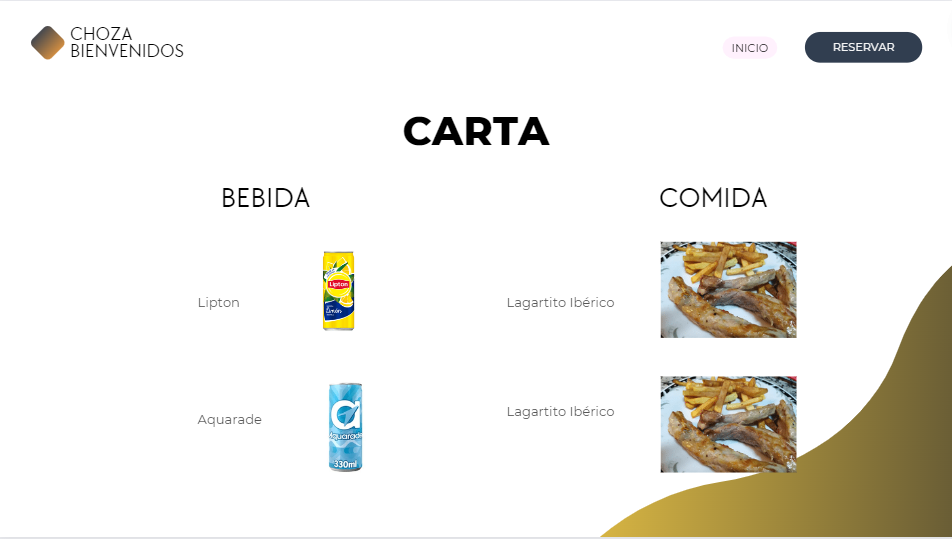 CHOZA
BIENVENIDOS
INICIO
RESERVAR
CARTA
BEBIDA
COMIDA
Lipton
Lipton
Limón
Lagartito Ibérico
Aquarade
aquarade
330ml
Lagartito Ibérico